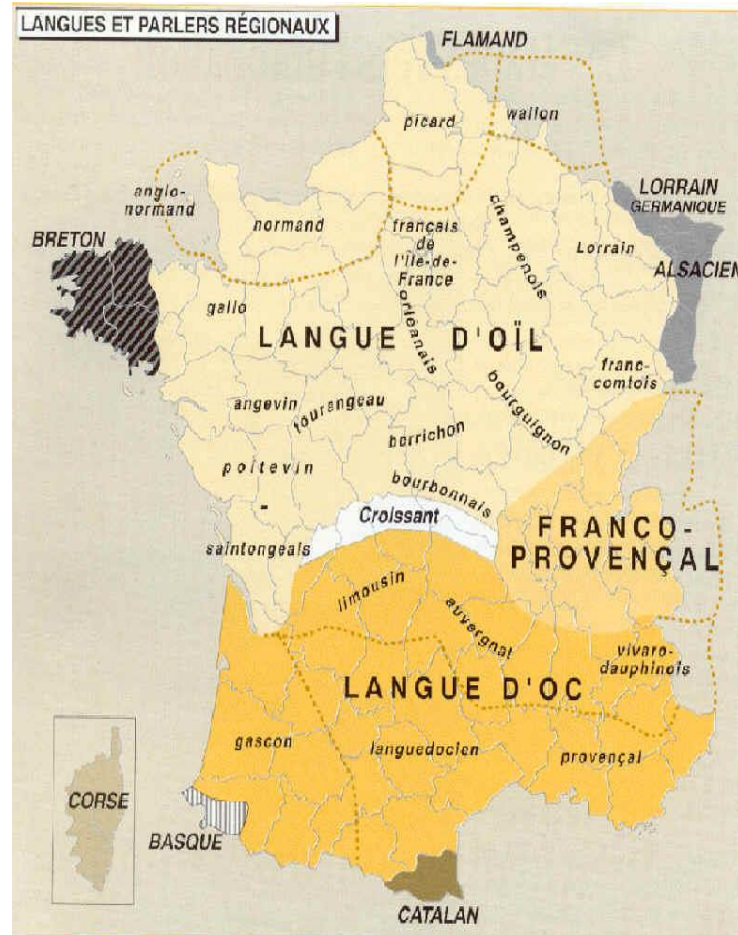 LANGUES ET PARLERS RÉGIONAUX
FLAMAND
picard
wallon
anglo-
normand
normand
BRETON
français
de
l'Île-de-
France
champenois
LORRAIN
GERMANIQUE
Lorrain
ALSACIEN
gallo
orléanais
LANGUE D'OÏL
franc-
comtois
angevin
tourangeau
bourguignon
berrichon
poitevin
-
saintongeais
bourbonnais
Croissant
FRANCO-
PROVENÇAL
limousin
auvergnat
vivaro-
dauphinois
LANGUE D'OC
gascon
languedocien
provençal
CORSE
BASQUE
CATALAN